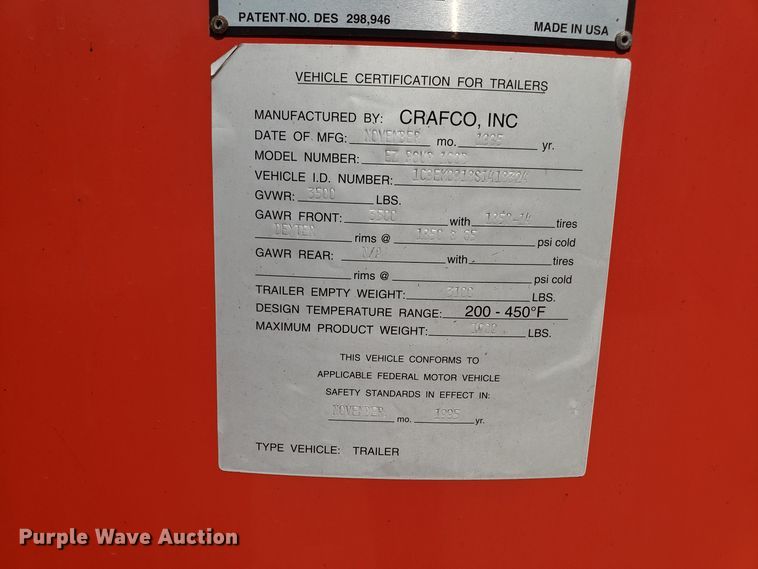 PATENT NO. DES 298,946
MADE IN USA
VEHICLE CERTIFICATION FOR TRAILERS
MANUFACTURED BY: CRAFCO, INC
DATE OF MFG: NOVEMBER mo. 1995 yr.
MODEL NUMBER: EZ
VEHICLE I.D. NUMBER:
GVWR: 3500 LBS.
GAWR FRONT: 3500 with tires
DEXTER rims @ psi cold
GAWR REAR: N/A with tires
rims @ psi cold
TRAILER EMPTY WEIGHT: LBS.
DESIGN TEMPERATURE RANGE: 200 - 450°F
MAXIMUM PRODUCT WEIGHT: LBS.
THIS VEHICLE CONFORMS TO
APPLICABLE FEDERAL MOTOR VEHICLE
SAFETY STANDARDS IN EFFECT IN:
NOVEMBER mo. 1995 yr.
TYPE VEHICLE: TRAILER
Purple Wave Auction